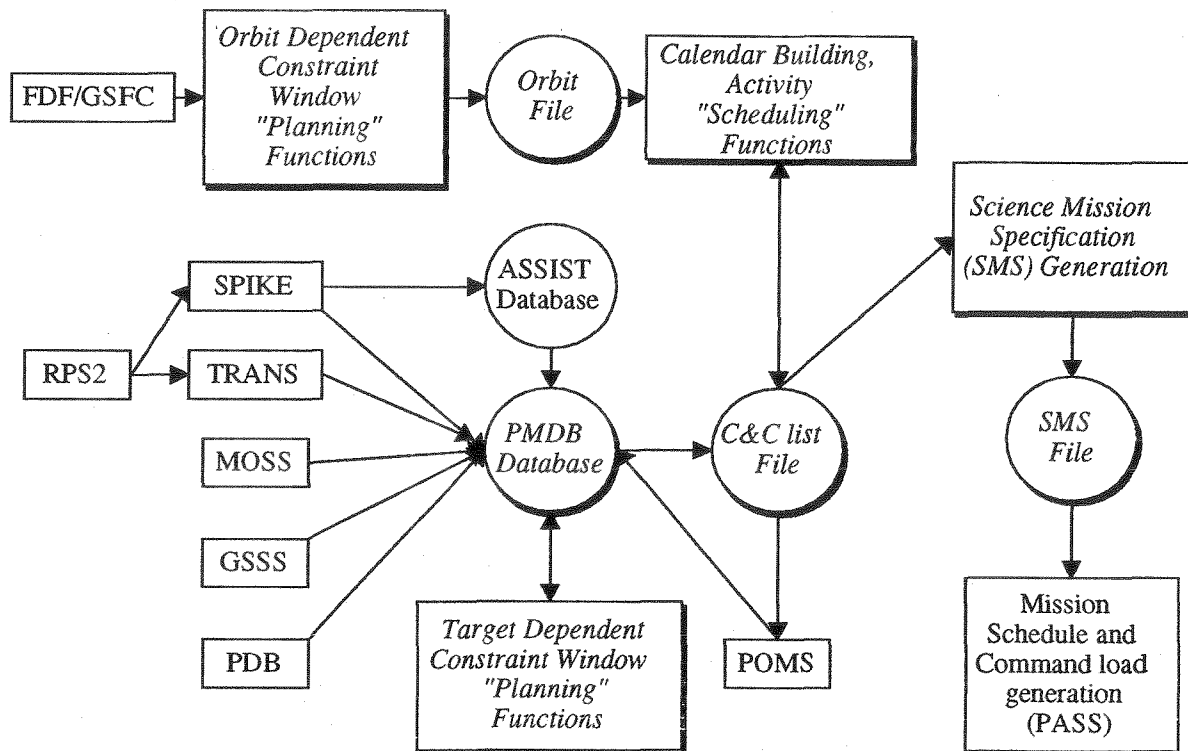 FDF/GSFC
Orbit Dependent
Constraint
Window
"Planning"
Functions
Orbit
File
Calendar Building,
Activity
"Scheduling"
Functions
Science Mission
Specification
(SMS) Generation
SPIKE
ASSIST
Database
RPS2
TRANS
MOSS
PMDB
Database
C&C list
File
SMS
File
GSSS
PDB
Target Dependent
Constraint Window
"Planning"
Functions
POMS
Mission
Schedule and
Command load
generation
(PASS)